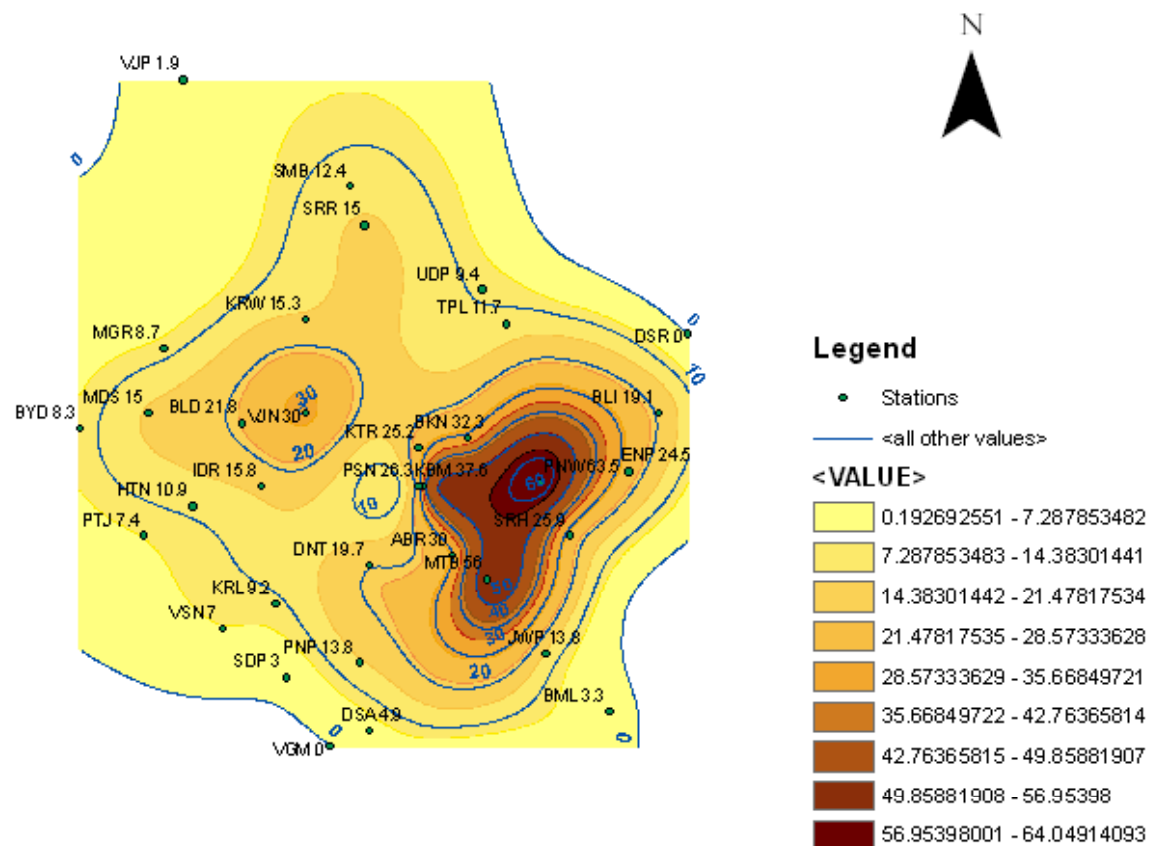 N
VJP 1.9
0
SMB 12.4
SRR 15
UDP 9.4
TPL 11.7
KRW 15.3
0
DSR 0
MGR 8.7
10
MDS 15
BYD 8.3
BLD 21.8
VJN30
30
20
KTR 25.2
BKN 32.3
BLI 19.1
IDR 15.8
PSN 26.3
KBM 37.6
PNW63.5
ENP 24.5
60
10
HTN 10.9
PTJ 7.4
SRH 25.9
ABR 30
DNT 19.7
MTB 56
50
40
30
KRL 9.2
VSN 7
JWP 13.8
PNP 13.8
SDP 3
20
BML 3.3
DSA 4.9
VGM 0
0
0
Legend
Stations
<all other values>
<VALUE>
0.192692551 - 7.287853482
7.287853483 - 14.38301441
14.38301442 - 21.47817534
21.47817535 - 28.57333628
28.57333629 - 35.66849721
35.66849722 - 42.76365814
42.76365815 - 49.85881907
49.85881908 - 56.95398
56.95398001 - 64.04914093